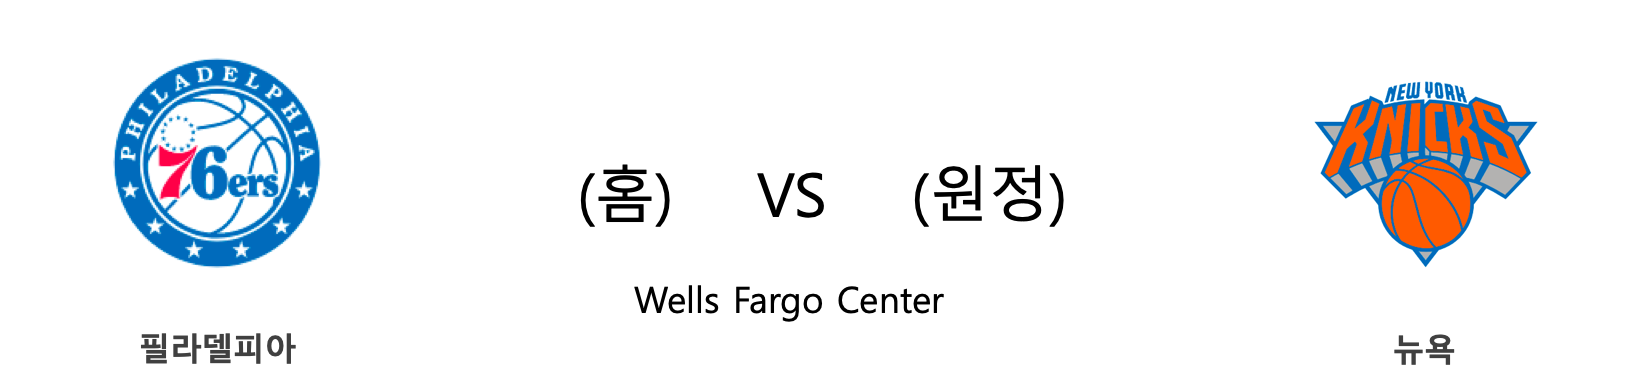 PHILADELPHIA
76ers
NEW YORK
KNICKS
(홈) VS (원정)
Wells Fargo Center
필라델피아
뉴욕